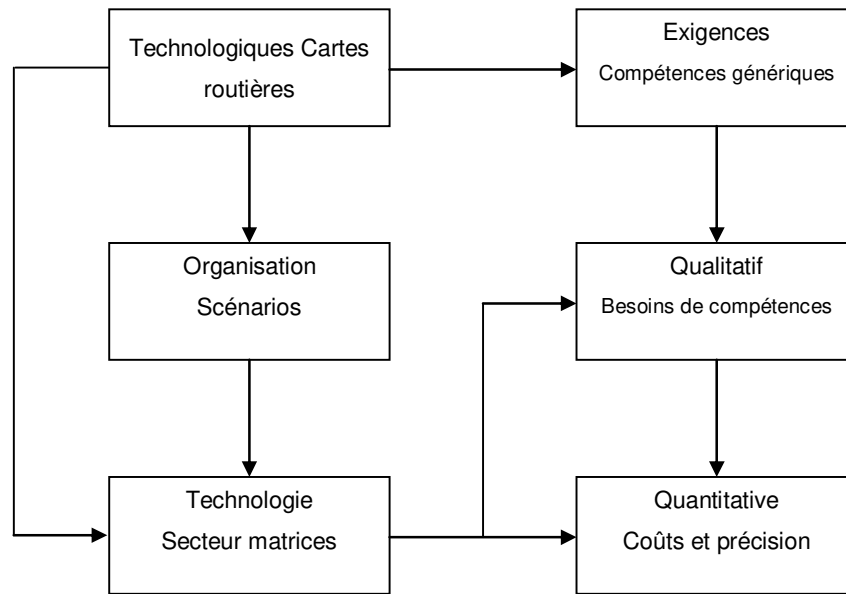 Technologiques Cartes
routières
Exigences
Compétences génériques
Organisation
Scénarios
Qualitatif
Besoins de compétences
Technologie
Secteur matrices
Quantitative
Coûts et précision